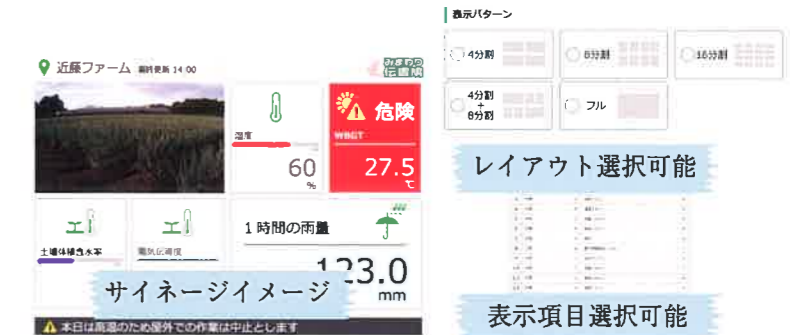 近藤ファーム 最終更新 14:00
みまわり
伝書鳩
湿度
60
%
危険
WBGT
27.5
℃
土壌体積含水率
電気伝導度
1時間の雨量
123.0
mm
サイネージイメージ
本日は高温のため屋外での作業は中止とします
表示パターン
4分割
8分割
16分割
4分割
+
8分割
フル
レイアウト選択可能
表示項目選択可能